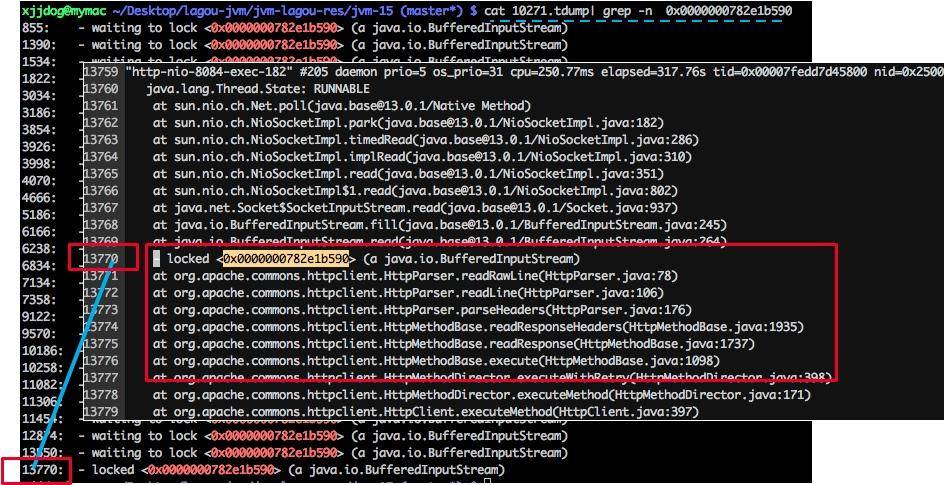 xjjdog@mymac ~/Desktop/lagou-jvm/jvm-lagou-res/jvm-15 (master*) $ cat 10271.tdump| grep -n  0x0000000782e1b590
855:   - waiting to lock <0x0000000782e1b590> (a java.io.BufferedInputStream)
1390:   - waiting to lock <0x0000000782e1b590> (a java.io.BufferedInputStream)
1534:   - waiting to lock <0x0000000782e1b590> (a java.io.BufferedInputStream)
1822:
3034:
3186:
3854:
3926:
3998:
4070:
4666:
5186:
6166:
6238:
6834:
7134:
7358:
9122:
9570:
10186:
10258:
11082:
11306:
11454:   - waiting to lock <0x0000000782e1b590> (a java.io.BufferedInputStream)
12874:   - waiting to lock <0x0000000782e1b590> (a java.io.BufferedInputStream)
13350:   - waiting to lock <0x0000000782e1b590> (a java.io.BufferedInputStream)
13770:   - locked <0x0000000782e1b590> (a java.io.BufferedInputStream)
13759 "http-nio-8084-exec-182" #205 daemon prio=5 os_prio=31 cpu=250.77ms elapsed=317.76s tid=0x00007fedd7d45800 nid=0x2500
13760    java.lang.Thread.State: RUNNABLE
13761     at sun.nio.ch.Net.poll(java.base@13.0.1/Native Method)
13762     at sun.nio.ch.NioSocketImpl.park(java.base@13.0.1/NioSocketImpl.java:182)
13763     at sun.nio.ch.NioSocketImpl.timedRead(java.base@13.0.1/NioSocketImpl.java:286)
13764     at sun.nio.ch.NioSocketImpl.implRead(java.base@13.0.1/NioSocketImpl.java:310)
13765     at sun.nio.ch.NioSocketImpl.read(java.base@13.0.1/NioSocketImpl.java:351)
13766     at sun.nio.ch.NioSocketImpl$1.read(java.base@13.0.1/NioSocketImpl.java:802)
13767     at java.net.Socket$SocketInputStream.read(java.base@13.0.1/Socket.java:937)
13768     at java.io.BufferedInputStream.fill(java.base@13.0.1/BufferedInputStream.java:245)
13769     at java.io.BufferedInputStream.read(java.base@13.0.1/BufferedInputStream.java:264)
13770     - locked <0x0000000782e1b590> (a java.io.BufferedInputStream)
13771     at org.apache.commons.httpclient.HttpParser.readRawLine(HttpParser.java:78)
13772     at org.apache.commons.httpclient.HttpParser.readLine(HttpParser.java:106)
13773     at org.apache.commons.httpclient.HttpParser.parseHeaders(HttpParser.java:176)
13774     at org.apache.commons.httpclient.HttpMethodBase.readResponseHeaders(HttpMethodBase.java:1935)
13775     at org.apache.commons.httpclient.HttpMethodBase.readResponse(HttpMethodBase.java:1737)
13776     at org.apache.commons.httpclient.HttpMethodBase.execute(HttpMethodBase.java:1098)
13777     at org.apache.commons.httpclient.HttpMethodDirector.executeWithRetry(HttpMethodDirector.java:398)
13778     at org.apache.commons.httpclient.HttpMethodDirector.executeMethod(HttpMethodDirector.java:171)
13779     at org.apache.commons.httpclient.HttpClient.executeMethod(HttpClient.java:397)